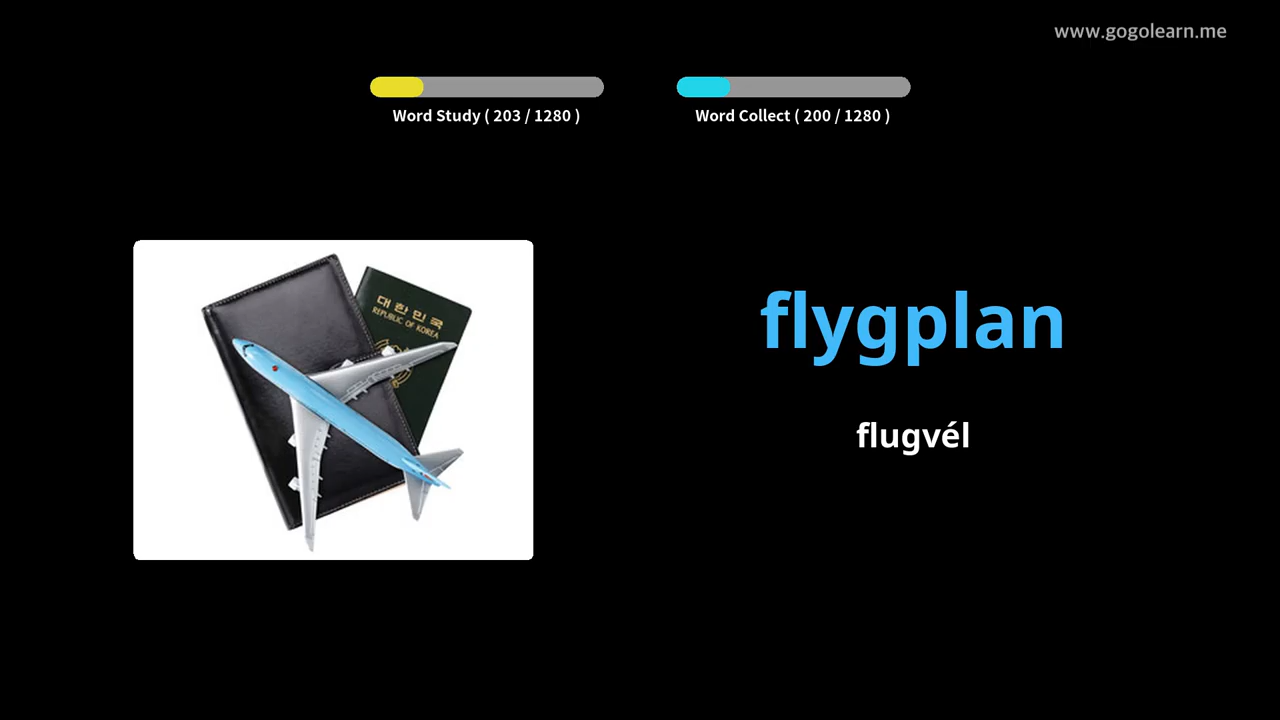 www.gogolearn.me
Word Study ( 203 / 1280 )
Word Collect ( 200 / 1280 )
대한민국
REPUBLIC OF KOREA
flygplan
flugvél